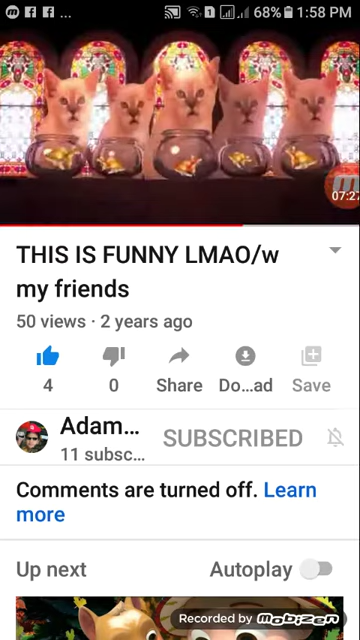 68% 1:58 PM
07:27
THIS IS FUNNY LMAO/w
my friends
50 views · 2 years ago
4 0 Share Do...ad Save
Adam...
SUBSCRIBED
11 subsc...
Comments are turned off. Learn
more
Up next Autoplay
Recorded by Mobizen